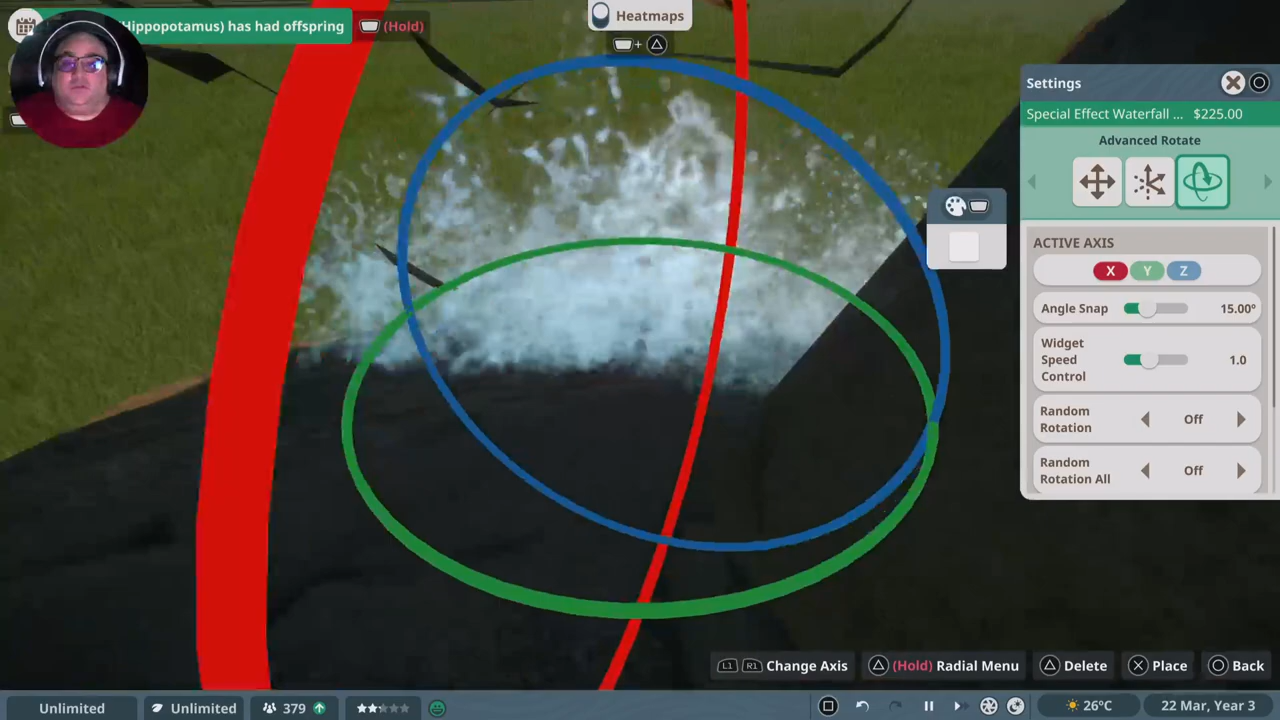 (Hippopotamus) has had offspring
(Hold)
Heatmaps
+
Settings
Special Effect Waterfall ... $225.00
Advanced Rotate
ACTIVE AXIS
X Y Z
Angle Snap 15.00°
Widget
Speed
Control
1.0
Random
Rotation
Off
Random
Rotation All
Off
L1 R1 Change Axis
(Hold) Radial Menu
Delete
Place
Back
Unlimited
Unlimited
379
26°C
22 Mar, Year 3